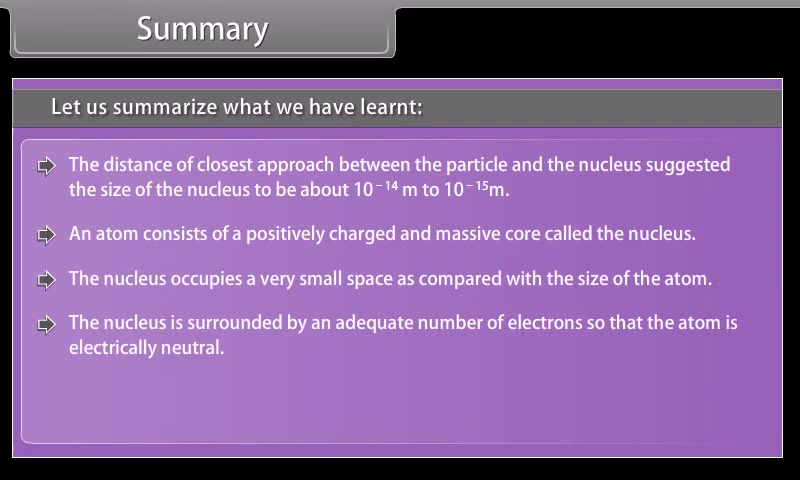 Summary
Let us summarize what we have learnt:
The distance of closest approach between the particle and the nucleus suggested
the size of the nucleus to be about 10⁻¹⁴ m to 10⁻¹⁵m.
An atom consists of a positively charged and massive core called the nucleus.
The nucleus occupies a very small space as compared with the size of the atom.
The nucleus is surrounded by an adequate number of electrons so that the atom is
electrically neutral.